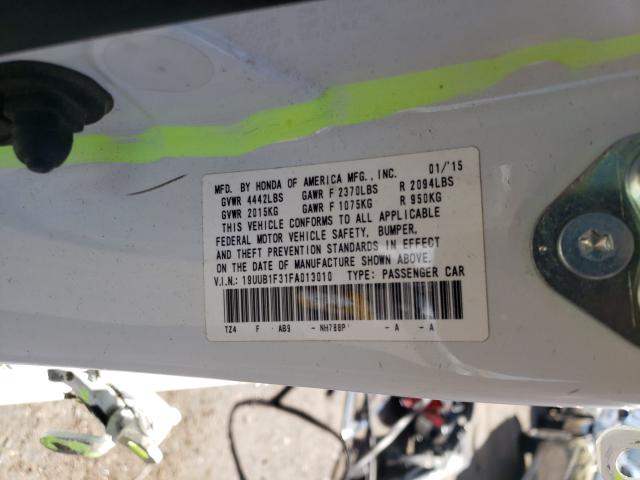 MFD. BY HONDA OF AMERICA MFG., INC. 01/'15
GVWR 4442LBS GAWR F 2370LBS R 2094LBS
GVWR 2015KG GAWR F 1075KG R 950KG
THIS VEHICLE CONFORMS TO ALL APPLICABLE
FEDERAL MOTOR VEHICLE SAFETY, BUMPER,
AND THEFT PREVENTION STANDARDS IN EFFECT
ON THE DATE OF MANUFACTURE SHOWN ABOVE.
V.I.N.: 19UUB1F31FA013010 TYPE: PASSENGER CAR
TZ4 F AB9 - NH788P - A - A